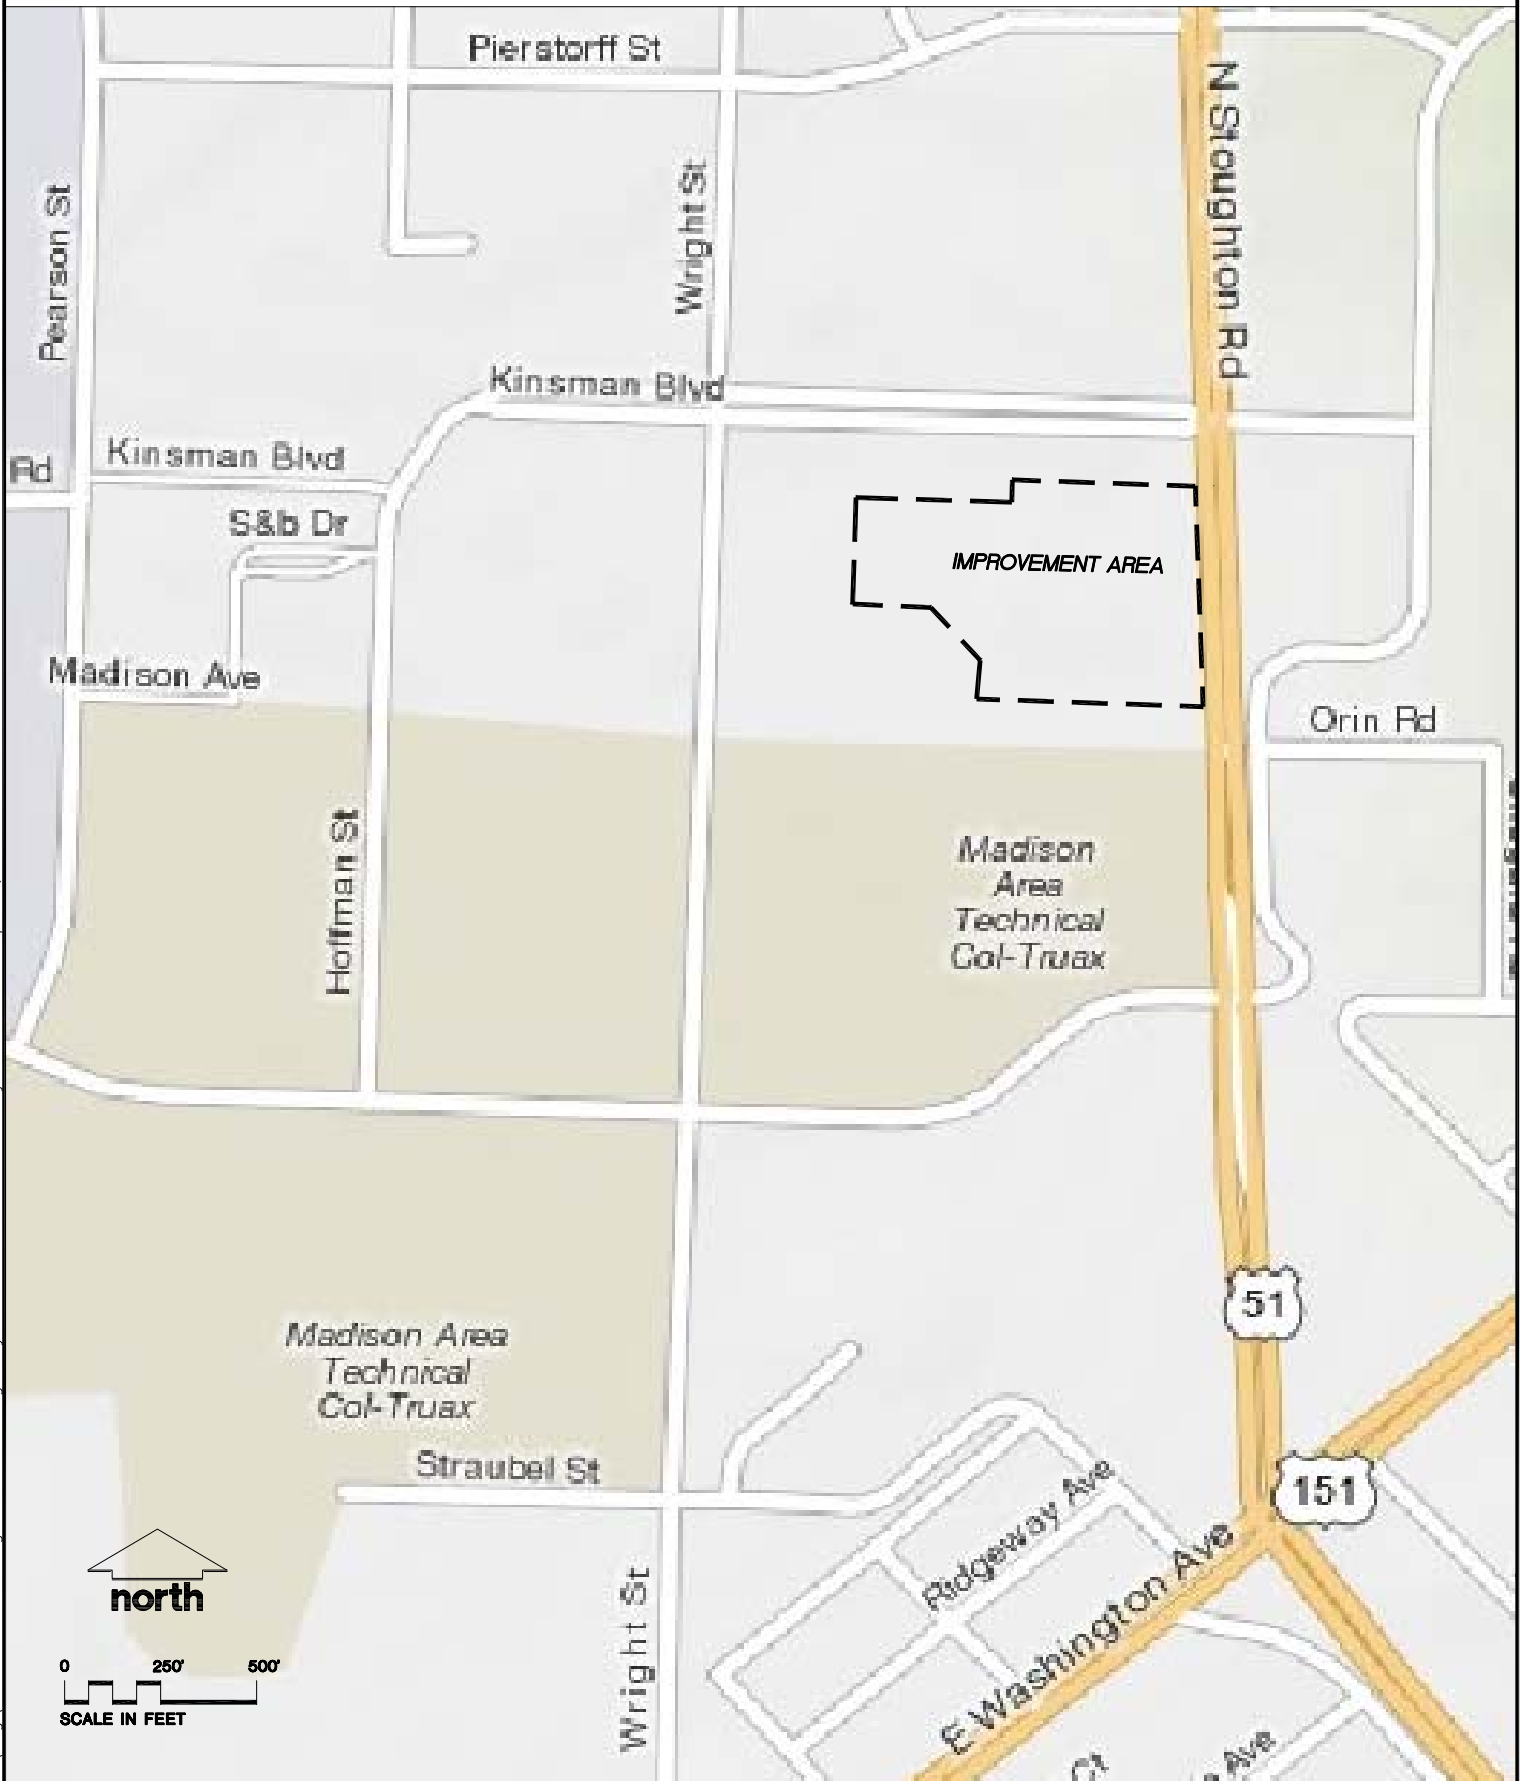 Pierstorff St
N Stoughton Rd
Wright St
Pearson St
Kinsman Blvd
Kinsman Blvd
Rd
S&b Dr
IMPROVEMENT AREA
Madison Ave
Orin Rd
Hoffman St
Madison
Area
Technical
Col-Truax
51
Madison Area
Technical
Col-Truax
Straubel St
151
Ridgeway Ave
E Washington Ave
north
Wright St
0 250' 500'
SCALE IN FEET
Ct
Ave